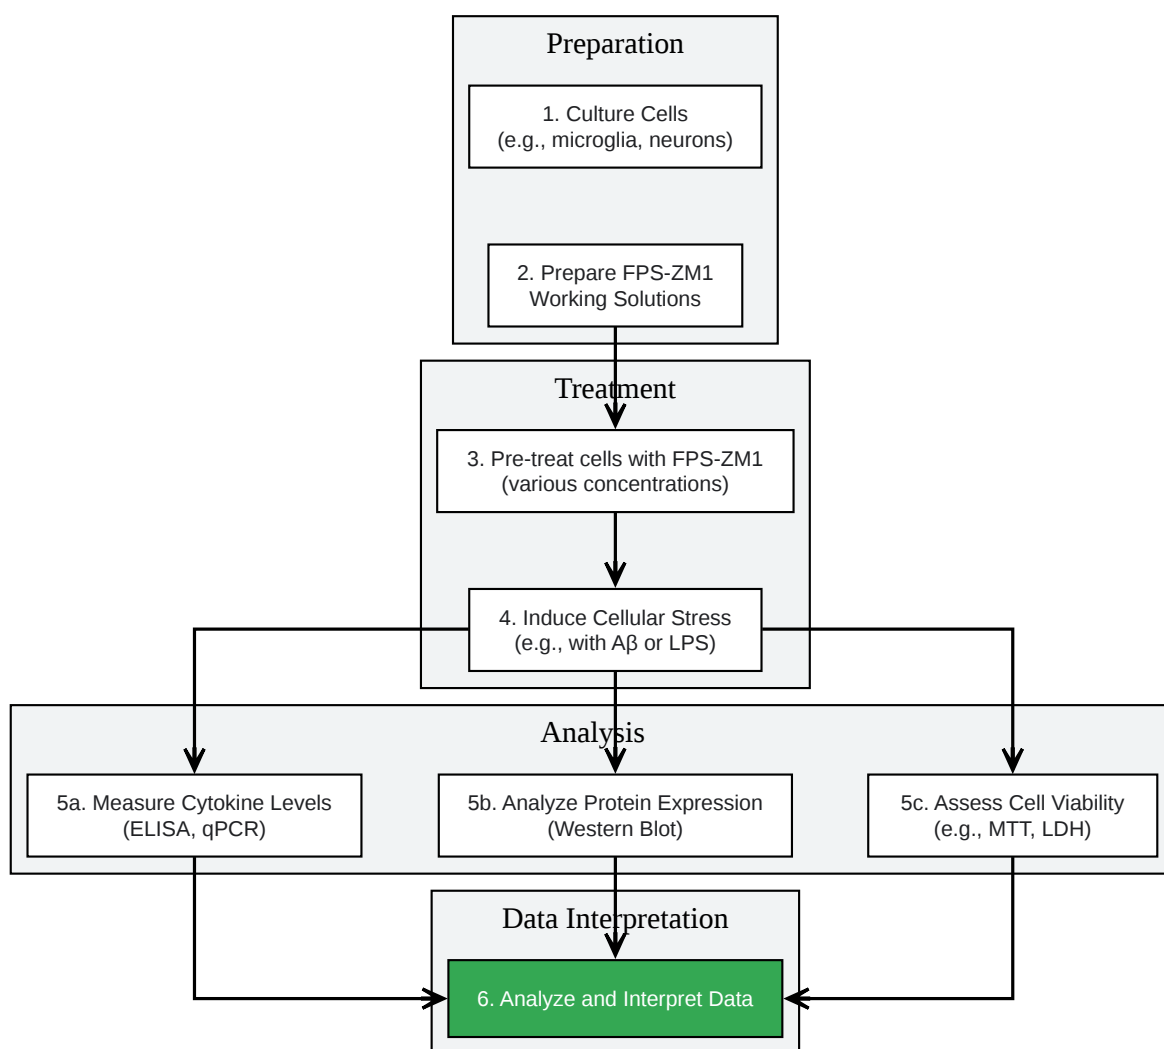 Preparation
1. Culture Cells
(e.g., microglia, neurons)
2. Prepare FPS-ZM1
Working Solutions
Treatment
3. Pre-treat cells with FPS-ZM1
(various concentrations)
4. Induce Cellular Stress
(e.g., with Aβ or LPS)
Analysis
5a. Measure Cytokine Levels
(ELISA, qPCR)
5b. Analyze Protein Expression
(Western Blot)
5c. Assess Cell Viability
(e.g., MTT, LDH)
Data Interpretation
6. Analyze and Interpret Data